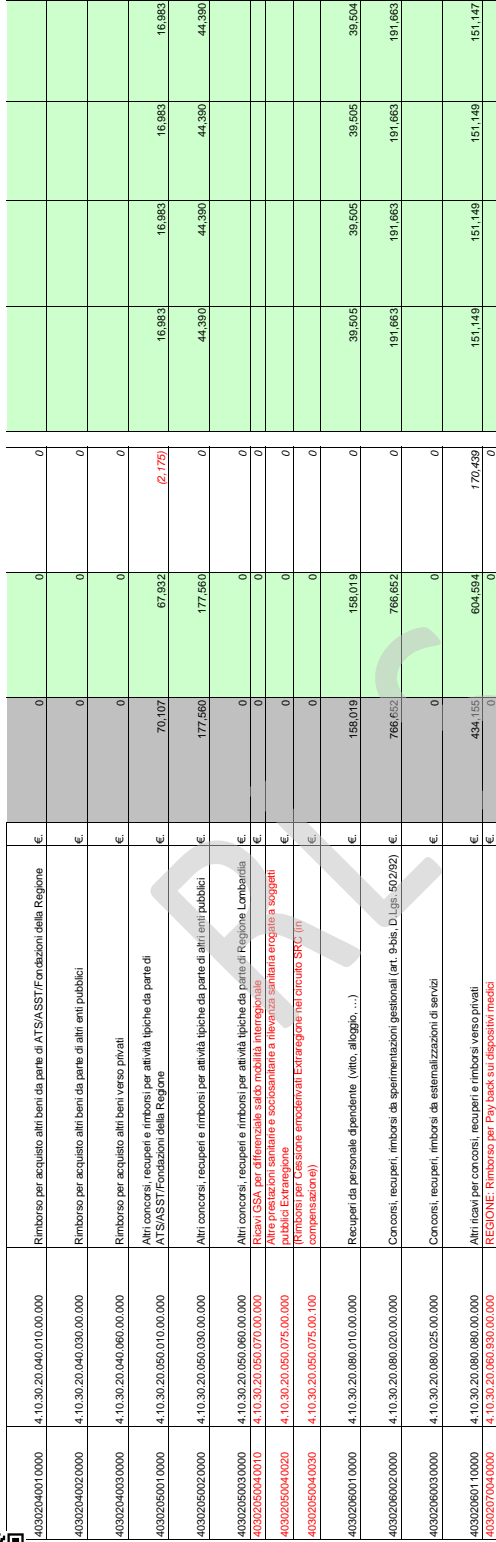 40302040010000 4.10.30.20.040.010.00.000 Rimborso per acquisto altri beni da parte di ATS/ASST/Fondazioni della Regione €. 0 0 0
40302040020000 4.10.30.20.040.030.00.000 Rimborso per acquisto altri beni da parte di altri enti pubblici €. 0 0 0
40302040030000 4.10.30.20.040.060.00.000 Rimborso per acquisto altri beni verso privati €. 0 0 0
Altri concorsi, recuperi e rimborsi per attività tipiche da parte di
40302050010000 4.10.30.20.050.010.00.000 ATS/ASST/Fondazioni della Regione €. 70,107 67,932 (2,175) 16,983 16,983 16,983 16,983
40302050020000 4.10.30.20.050.030.00.000 Altri concorsi, recuperi e rimborsi per attività tipiche da parte di altri enti pubblici €. 177,560 177,560 0 44,390 44,390 44,390 44,390
40302050030000 4.10.30.20.050.060.00.000 Altri concorsi, recuperi e rimborsi per attività tipiche da parte di Regione Lombardia €. 0 0 0
40302050040010 4.10.30.20.050.070.00.000 Ricavi GSA per differenziale saldo mobilità interregionale €. 0 0 0
Altre prestazioni sanitarie e sociosanitarie a rilevanza sanitaria erogate a soggetti
40302050040020 4.10.30.20.050.075.00.000 pubblici Extraregione €. 0 0 0
(Rimborsi per Cessione emoderivati Extraregione nel circuito SRC (in
40302050040030 4.10.30.20.050.075.00.100 compensazione)) €. 0 0 0
40302060010000 4.10.30.20.080.010.00.000 Recuperi da personale dipendente (vitto, alloggio, …) €. 158,019 158,019 0 39,505 39,505 39,505 39,504
40302060020000 4.10.30.20.080.020.00.000 Concorsi, recuperi, rimborsi da sperimentazioni gestionali (art. 9-bis, D.Lgs. 502/92) €. 766,652 766,652 0 191,663 191,663 191,663 191,663
40302060030000 4.10.30.20.080.025.00.000 Concorsi, recuperi, rimborsi da esternalizzazioni di servizi €. 0 0 0
40302060110000 4.10.30.20.080.080.00.000 Altri ricavi per concorsi, recuperi e rimborsi verso privati €. 434,155 604,594 170,439 151,149 151,149 151,149 151,147
40302070040000 4.10.30.20.060.930.00.000 REGIONE: Rimborso per Pay back sui dispositivi medici €. 0 0 0